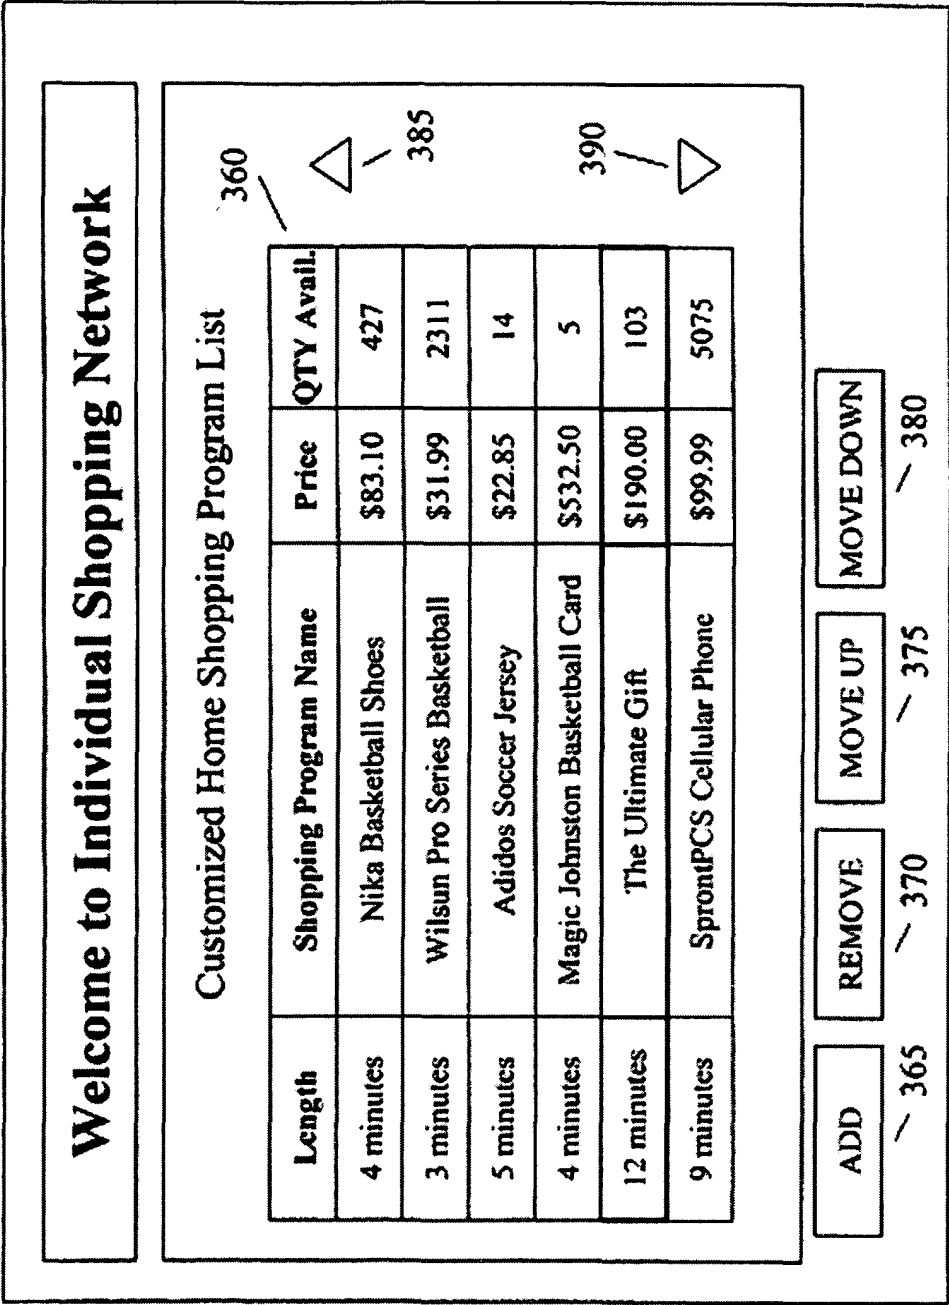 Welcome to Individual Shopping Network
Customized Home Shopping Program List
360
Length Shopping Program Name Price QTY Avail.
4 minutes Nika Basketball Shoes $83.10 427
3 minutes Wilsun Pro Series Basketball $31.99 2311
5 minutes Adidos Soccer Jersey $22.85 14
4 minutes Magic Johnston Basketball Card $532.50 5
12 minutes The Ultimate Gift $190.00 103
9 minutes SprontPCS Cellular Phone $99.99 5075
385
390
ADD REMOVE MOVE UP MOVE DOWN
365 370 375 380